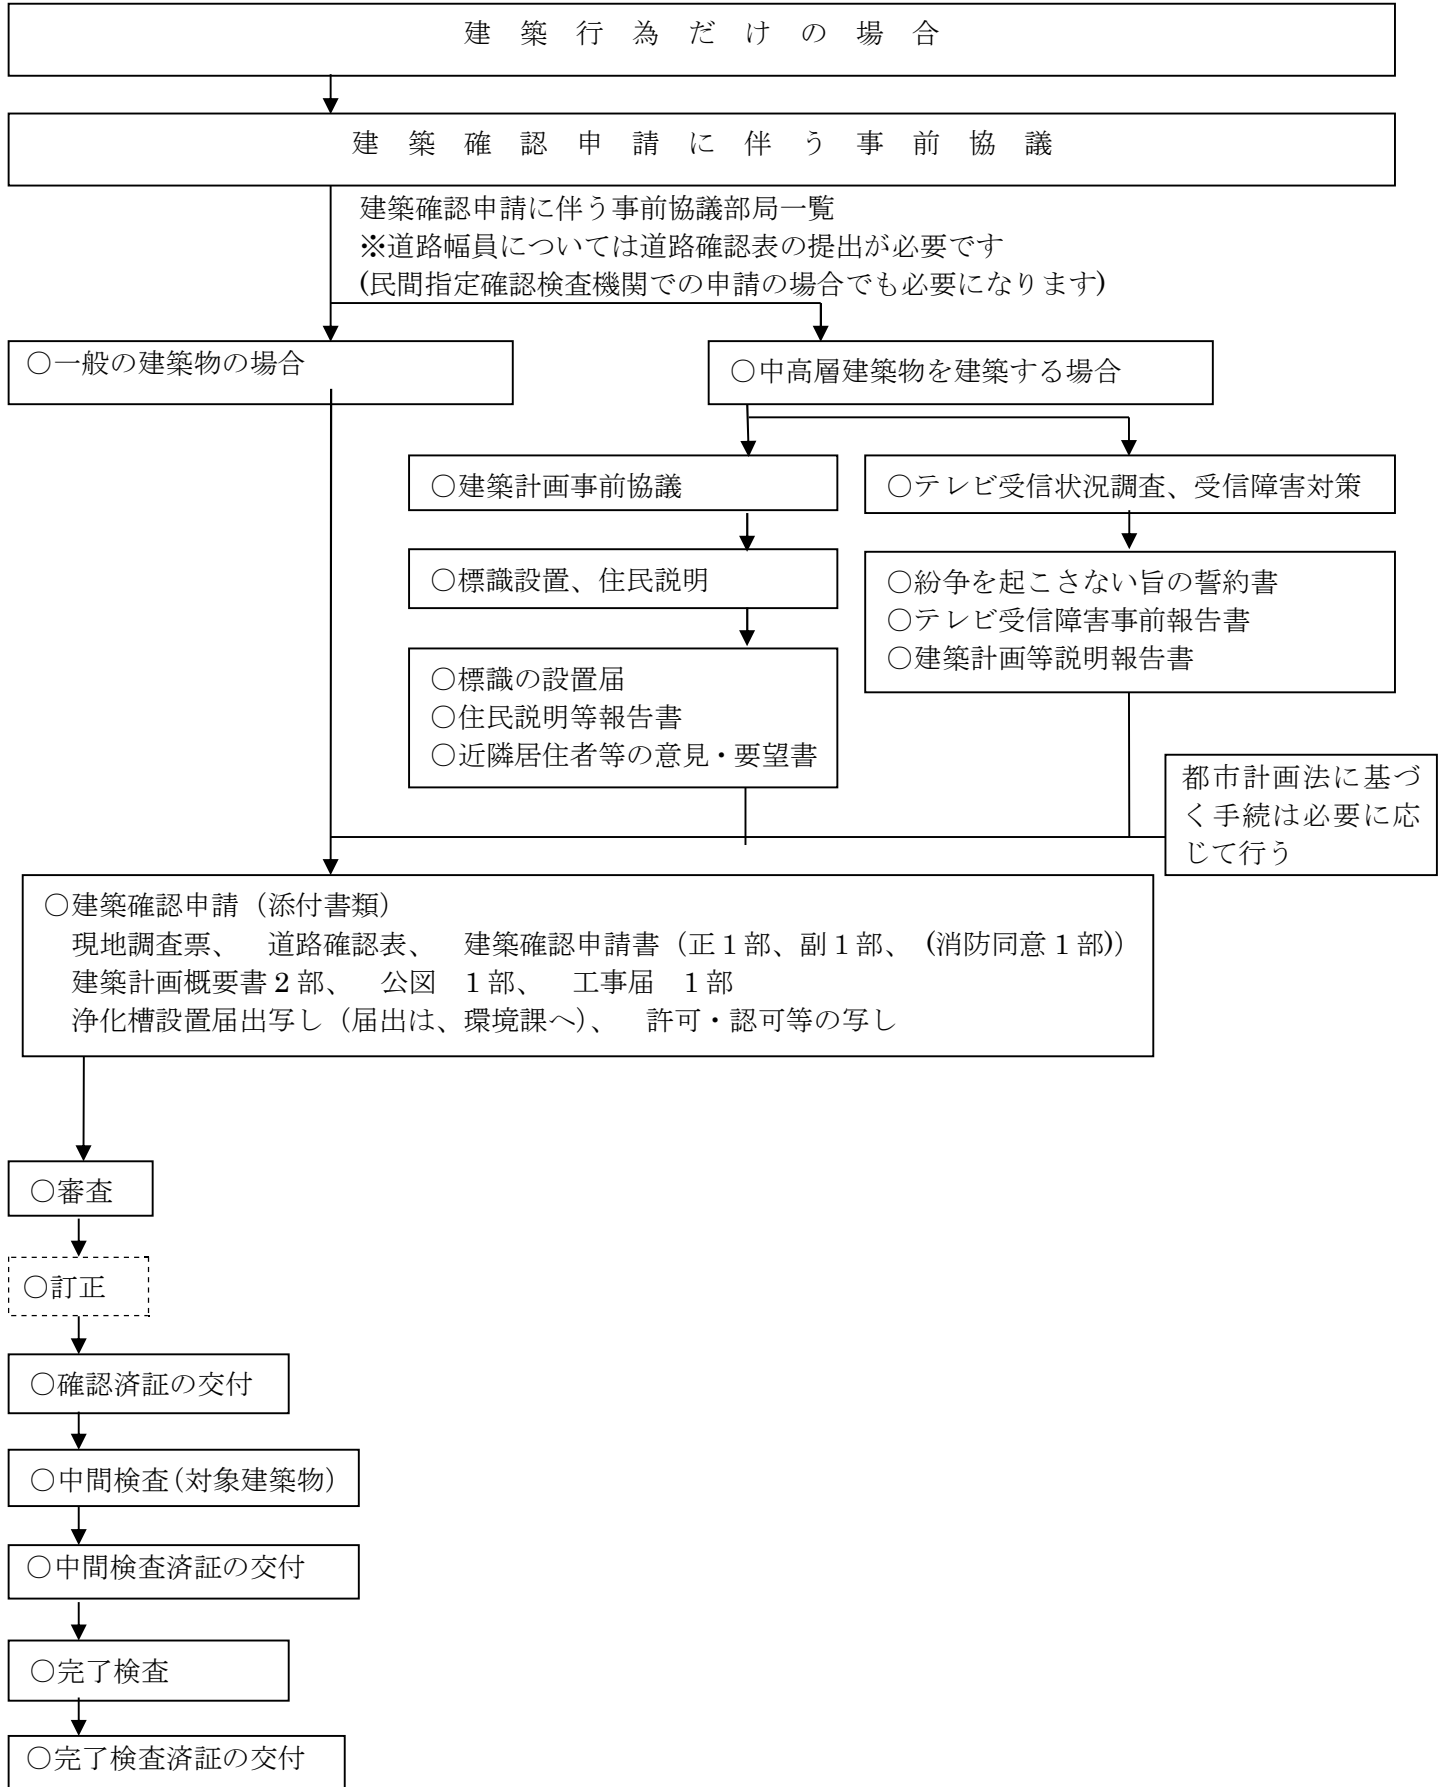 建築行為だけの場合
建築確認申請に伴う事前協議
建築確認申請に伴う事前協議部局一覧
※道路幅員については道路確認表の提出が必要です
(民間指定確認検査機関での申請の場合でも必要になります)
○一般の建築物の場合
○中高層建築物を建築する場合
○建築計画事前協議
○テレビ受信状況調査、受信障害対策
○標識設置、住民説明
○紛争を起こさない旨の誓約書
○テレビ受信障害事前報告書
○建築計画等説明報告書
○標識の設置届
○住民説明等報告書
○近隣居住者等の意見・要望書
都市計画法に基づ
く手続は必要に応
じて行う
○建築確認申請（添付書類）
現地調査票、　道路確認表、　建築確認申請書（正１部、副１部、(消防同意１部)）
建築計画概要書２部、　公図　１部、　工事届　１部
浄化槽設置届出写し（届出は、環境課へ）、　許可・認可等の写し
○審査
○訂正
○確認済証の交付
○中間検査(対象建築物)
○中間検査済証の交付
○完了検査
○完了検査済証の交付